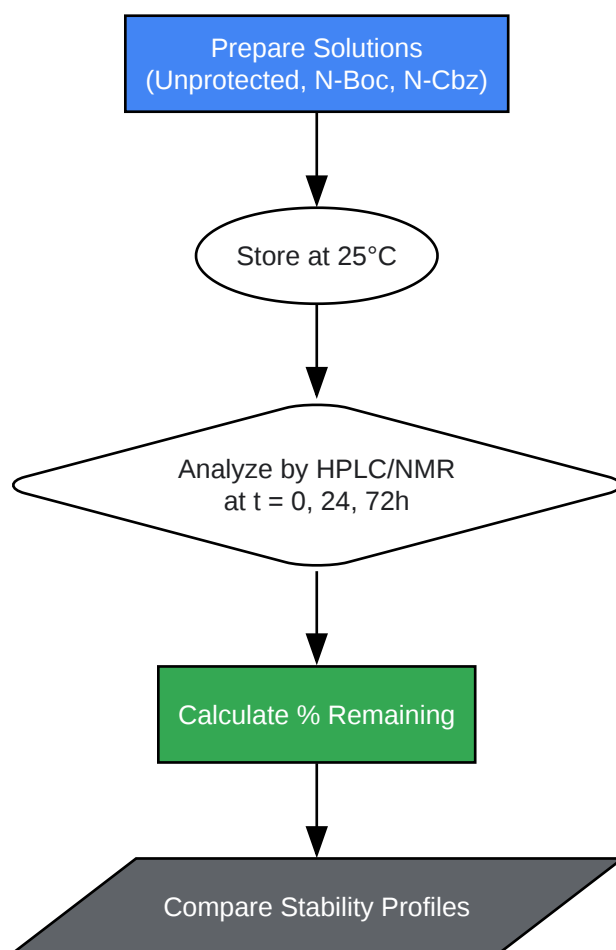 Prepare Solutions
(Unprotected, N-Boc, N-Cbz)
Store at 25°C
Analyze by HPLC/NMR
at t = 0, 24, 72h
Calculate % Remaining
Compare Stability Profiles